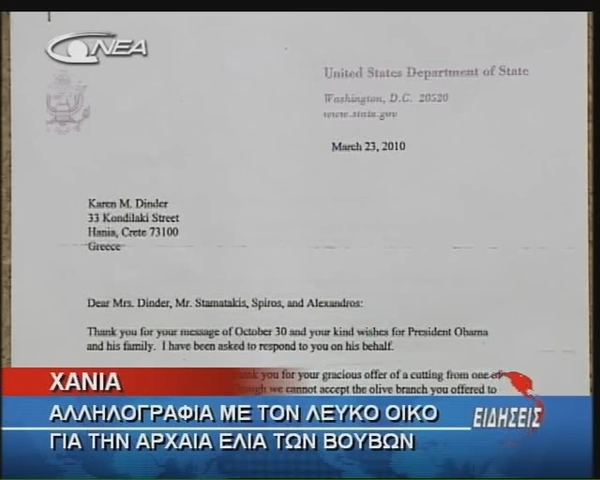 ΝΕΑ
United States Department of State
Washington, D.C. 20520
www.state.gov
March 23, 2010
Karen M. Dinder
33 Kondilaki Street
Hania, Crete 73100
Greece
Dear Mrs. Dinder, Mr. Stamatakis, Spiros, and Alexandros:
Thank you for your message of October 30 and your kind wishes for President Obama
and his family. I have been asked to respond to you on his behalf.
you for your gracious offer of a cutting from one of
we cannot accept the olive branch you offered to
ΧΑΝΙΑ
ΑΛΛΗΛΟΓΡΑΦΙΑ ΜΕ ΤΟΝ ΛΕΥΚΟ ΟΙΚΟ
ΓΙΑ ΤΗΝ ΑΡΧΑΙΑ ΕΛΙΑ ΤΩΝ ΒΟΥΒΩΝ
ΕΙΔΗΣΕΙΣ